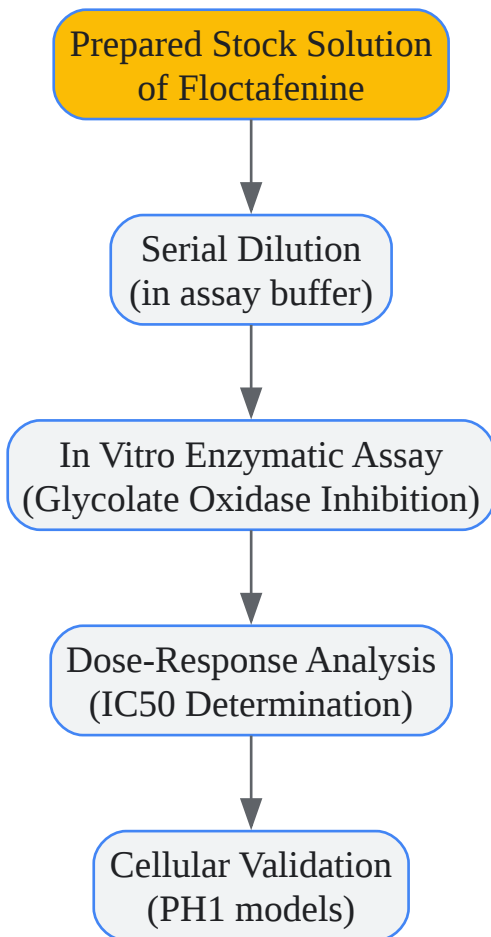 Prepared Stock Solution
of Floctafenine
Serial Dilution
(in assay buffer)
In Vitro Enzymatic Assay
(Glycolate Oxidase Inhibition)
Dose-Response Analysis
(IC50 Determination)
Cellular Validation
(PH1 models)